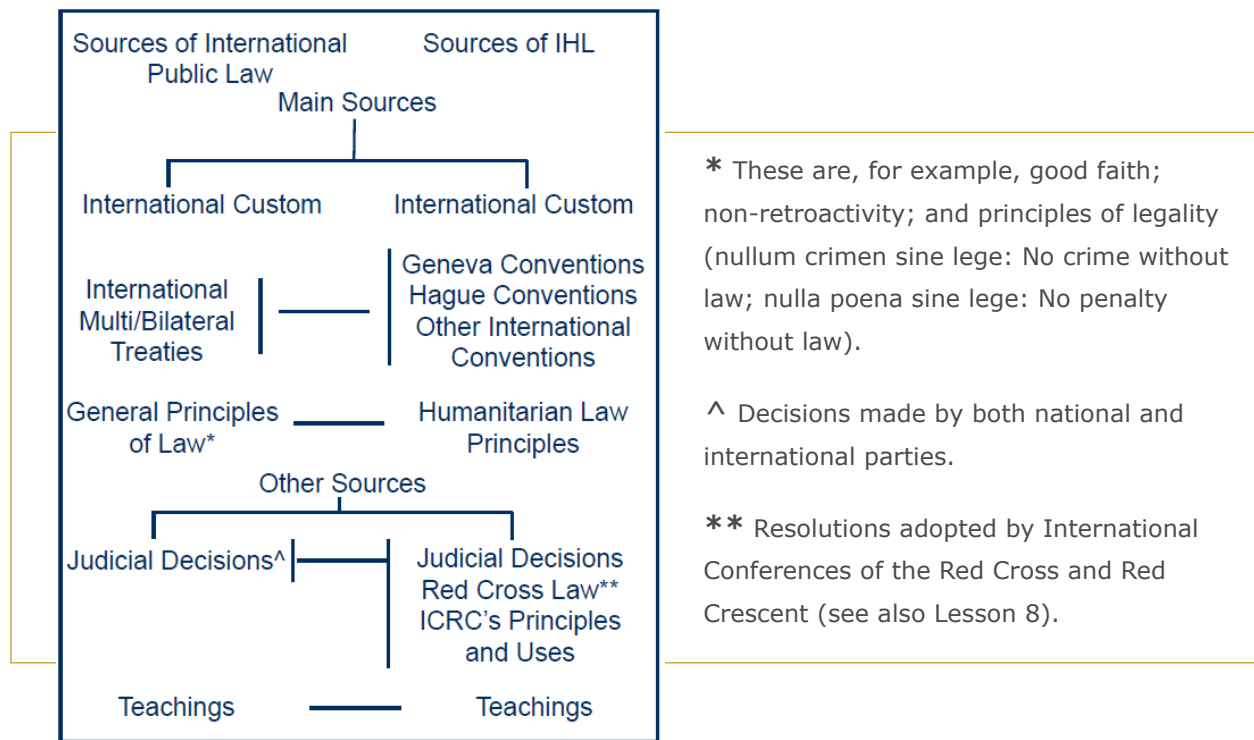 Sources of International
Public Law
Sources of IHL
Main Sources
International Custom
International Custom
International
Multi/Bilateral
Treaties
Geneva Conventions
Hague Conventions
Other International
Conventions
General Principles
of Law*
Humanitarian Law
Principles
Other Sources
Judicial Decisions^
Judicial Decisions
Red Cross Law**
ICRC’s Principles
and Uses
Teachings
Teachings
* These are, for example, good faith;
non-retroactivity; and principles of legality
(nullum crimen sine lege: No crime without
law; nulla poena sine lege: No penalty
without law).
^ Decisions made by both national and
international parties.
** Resolutions adopted by International
Conferences of the Red Cross and Red
Crescent (see also Lesson 8).